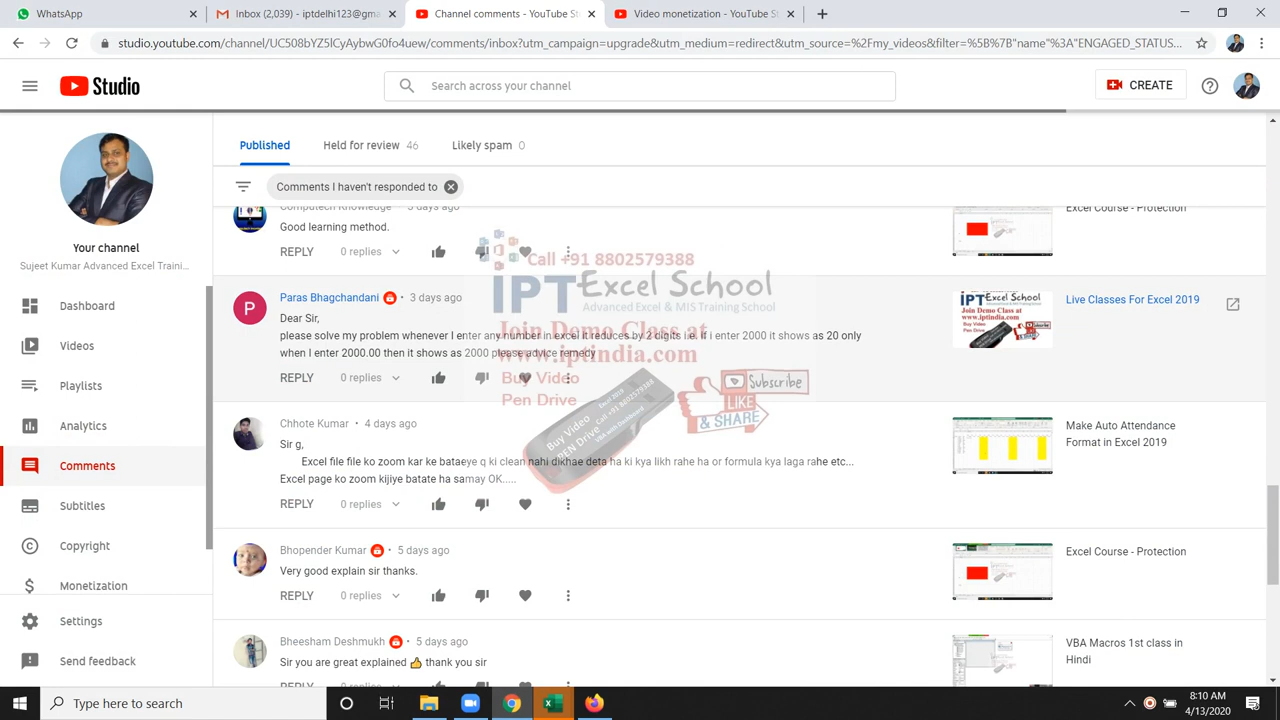 WhatsApp
Inbox (2,039) - iptdelhi123@gma
Channel comments - YouTube St
Video monetization - YouTube St
studio.youtube.com/channel/UC508bYZ5lCyAybwG0fo4uew/comments/inbox?utm_campaign=upgrade&utm_medium=redirect&utm_source=%2Fmy_videos&filter=%5B%7B"name"%3A"ENGAGED_STATUS...
Studio
Search across your channel
CREATE
Your channel
Sujeet Kumar Advanced Excel Traini...
Dashboard
Videos
Playlists
Analytics
Comments
Subtitles
Copyright
Monetization
Settings
Send feedback
Published
Held for review 46
Likely spam 0
Comments I haven't responded to
Computech Knowledge • 3 days ago
Good learning method.
REPLY 0 replies
Excel Course - Protection
Paras Bhagchandani • 3 days ago
Dear Sir,
Please solve my problem whenever I enter any number in excel it reduces by 2 digits i.e. if i enter 2000 it shows as 20 only
when I enter 2000.00 then it shows as 2000 please advice remedy
REPLY 0 replies
Live Classes For Excel 2019
Kumar • 4 days ago
Sir g,
Excel file file ko zoom kar ke bataeye q ki clean nahi dikhae deta ha ki kya likh rahe ha or formula kya laga rahe etc...
Excel page ko zoom kijiye batate ha samay OK.....
REPLY 0 replies
Make Auto Attendance
Format in Excel 2019
Kumar • 5 days ago
Very good explain sir thanks.
REPLY 0 replies
Excel Course - Protection
Bheesham Deshmukh • 5 days ago
Sir you are great explained 👍 thank you sir
0 replies
VBA Macros 1st class in
Hindi
Call +91 8802579388
IPT Excel School
Advanced Excel & MIS Training School
Join Demo Class at
www.iptindia.com
Buy Video
Pen Drive
Subscribe
LIKE
& SHARE
Type here to search
8:10 AM
4/13/2020